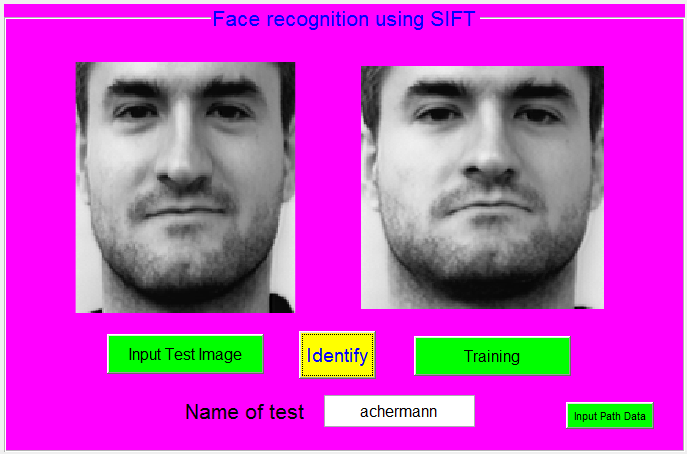 Face recognition using SIFT
Input Test Image
Identify
Training
Name of test
achermann
Input Path Data